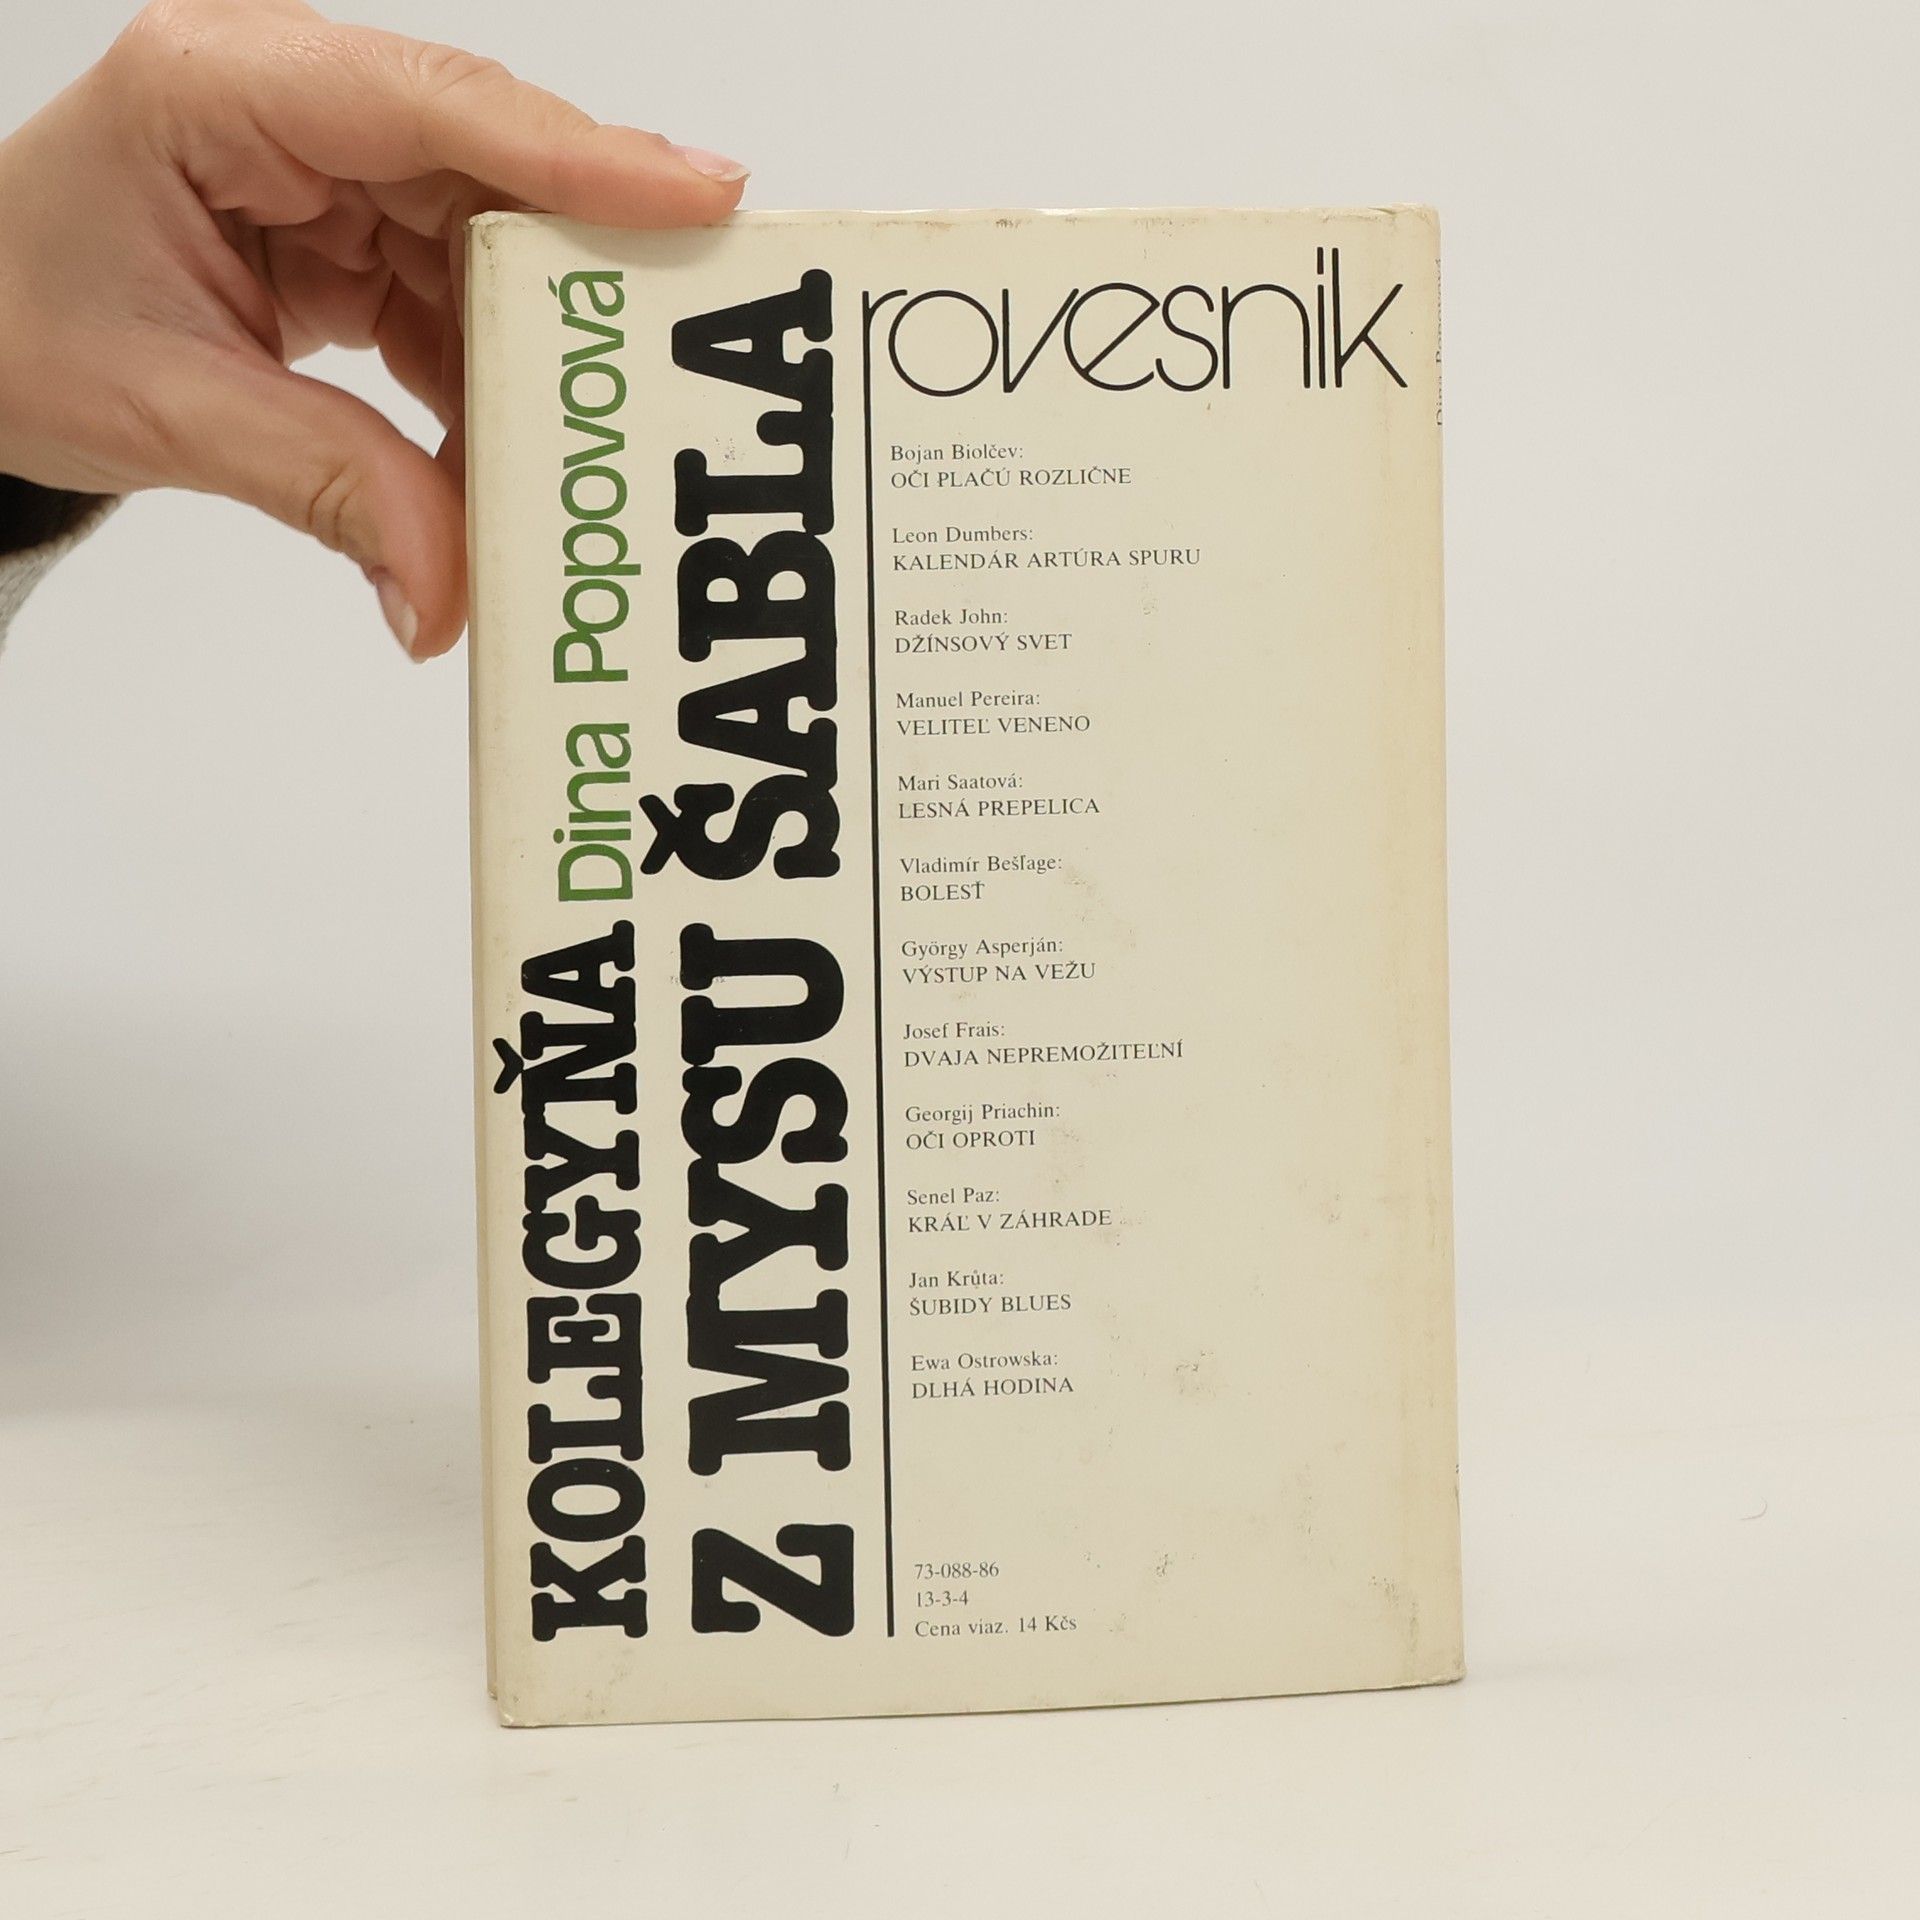 Dina Popovová
KOLEGYŇA
Z MYSU ŠABLA
rovesnik
Bojan Biolčev:
OČI PLAČÚ ROZLIČNE
Leon Dumbers:
KALENDÁR ARTÚRA SPURU
Radek John:
DŽÍNSOVÝ SVET
Manuel Pereira:
VELITEĽ VENENO
Mari Saatová:
LESNÁ PREPELICA
Vladimír Bešľage:
BOLESŤ
György Asperján:
VÝSTUP NA VEŽU
Josef Frais:
DVAJA NEPREMOŽITEĽNÍ
Georgij Priachin:
OČI OPROTI
Senel Paz:
KRÁĽ V ZÁHRADE
Jan Krůta:
ŠUBIDY BLUES
Ewa Ostrowska:
DLHÁ HODINA
73-088-86
13-3-4
Cena viaz. 14 Kčs
Dina Popovová